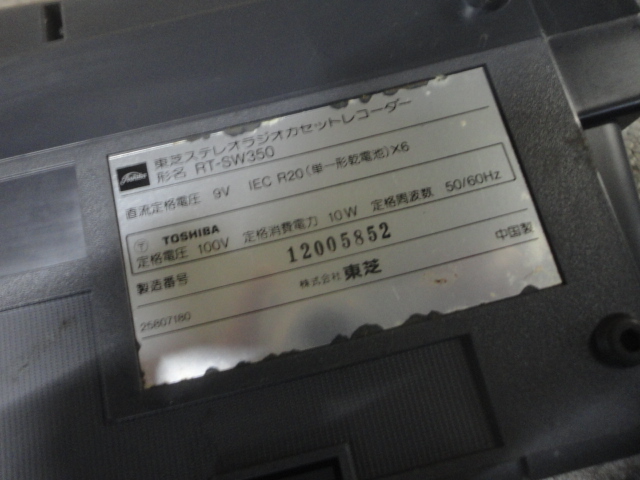 Toshiba
東芝ステレオラジオカセットレコーダー
形名 RT-SW350
直流定格電圧 9V IEC R20(単一形乾電池)×6
〒 TOSHIBA
定格電圧 100V 定格消費電力 10W 定格周波数 50/60Hz
製造番号 12005852 中国製
株式会社 東芝
25807180